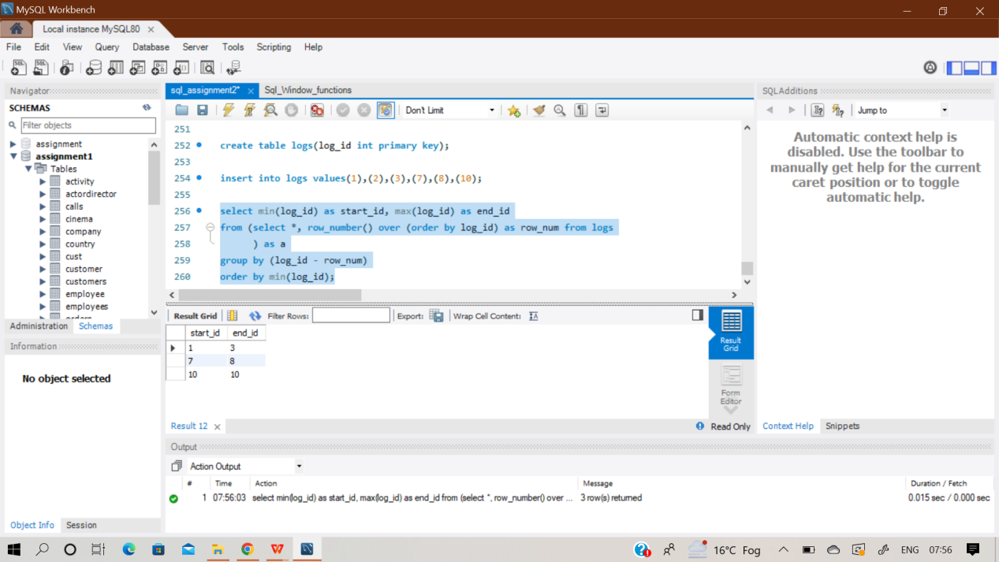 MySQL Workbench
Local instance MySQL80
File Edit View Query Database Server Tools Scripting Help
Navigator
SCHEMAS
Filter objects
assignment
assignment1
Tables
activity
actordirector
calls
cinema
company
country
cust
customer
customers
employee
employees
orders
Administration Schemas
Information
No object selected
Object Info Session
sql_assignment2* Sql_Window_functions
Don't Limit
251
252 create table logs(log_id int primary key);
253
254 insert into logs values(1),(2),(3),(7),(8),(10);
255
256 select min(log_id) as start_id, max(log_id) as end_id
257 from (select *, row_number() over (order by log_id) as row_num from logs
258 ) as a
259 group by (log_id - row_num)
260 order by min(log_id);
Result Grid Filter Rows: Export: Wrap Cell Content:
start_id end_id
1 3
7 8
10 10
Result Grid
Form Editor
Result 12 Read Only
Output
Action Output
# Time Action Message Duration / Fetch
1 07:56:03 select min(log_id) as start_id, max(log_id) as end_id from (select *, row_number() over ... 3 row(s) returned 0.015 sec / 0.000 sec
SQLAdditions
Jump to
Automatic context help is
disabled. Use the toolbar to
manually get help for the current
caret position or to toggle
automatic help.
Context Help Snippets
16°C Fog ENG 07:56